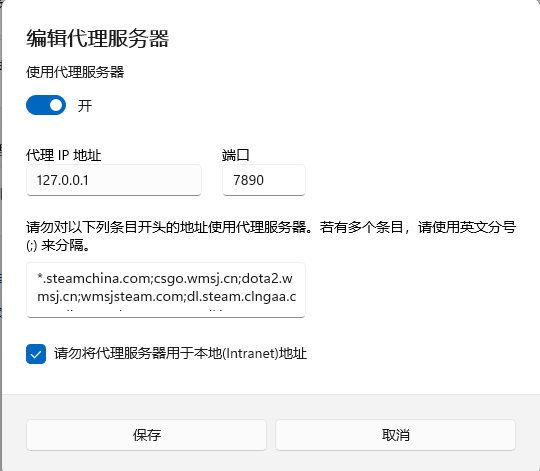 编辑代理服务器
使用代理服务器
开
代理 IP 地址
端口
127.0.0.1
7890
请勿对以下列条目开头的地址使用代理服务器。若有多个条目，请使用英文分号
(;) 来分隔。
*.steamchina.com;csgo.wmsj.cn;dota2.w
msj.cn;wmsjsteam.com;dl.steam.clngaa.c
请勿将代理服务器用于本地(Intranet)地址
保存
取消